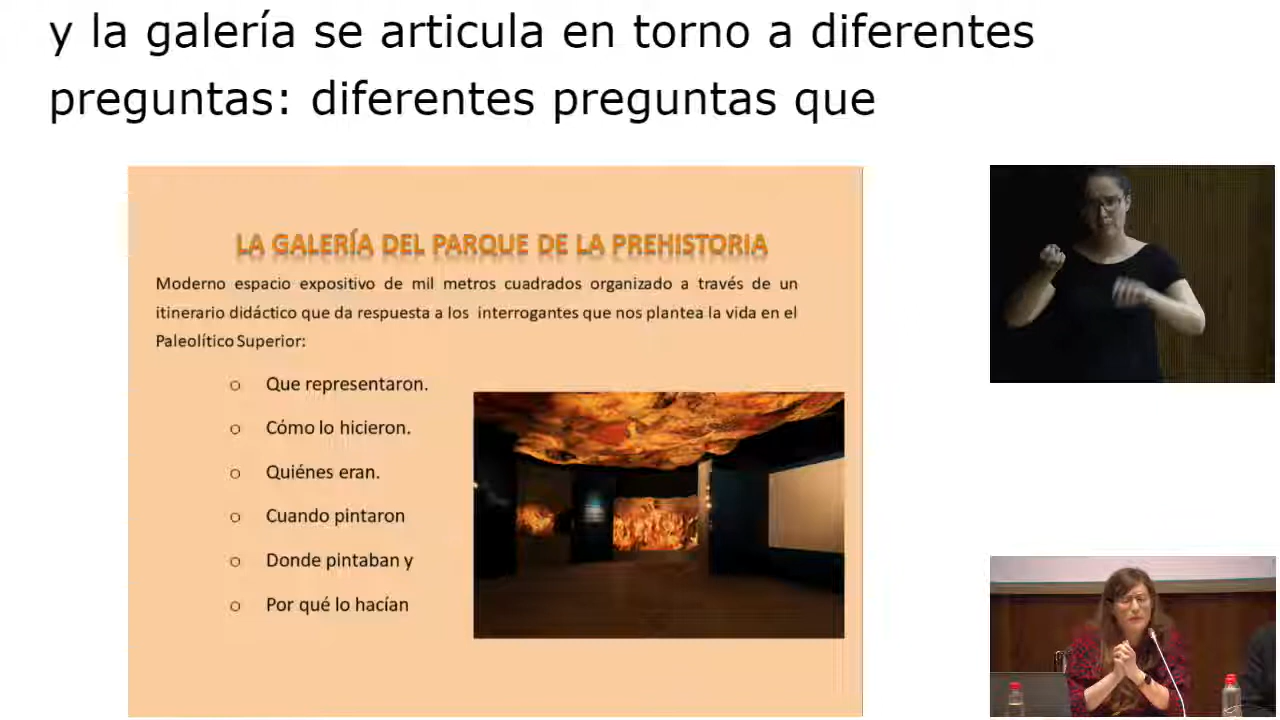 y la galería se articula en torno a diferentes
preguntas: diferentes preguntas que
LA GALERÍA DEL PARQUE DE LA PREHISTORIA
Moderno espacio expositivo de mil metros cuadrados organizado a través de un
itinerario didáctico que da respuesta a los interrogantes que nos plantea la vida en el
Paleolítico Superior:
o Que representaron.
o Cómo lo hicieron.
o Quiénes eran.
o Cuando pintaron
o Donde pintaban y
o Por qué lo hacían